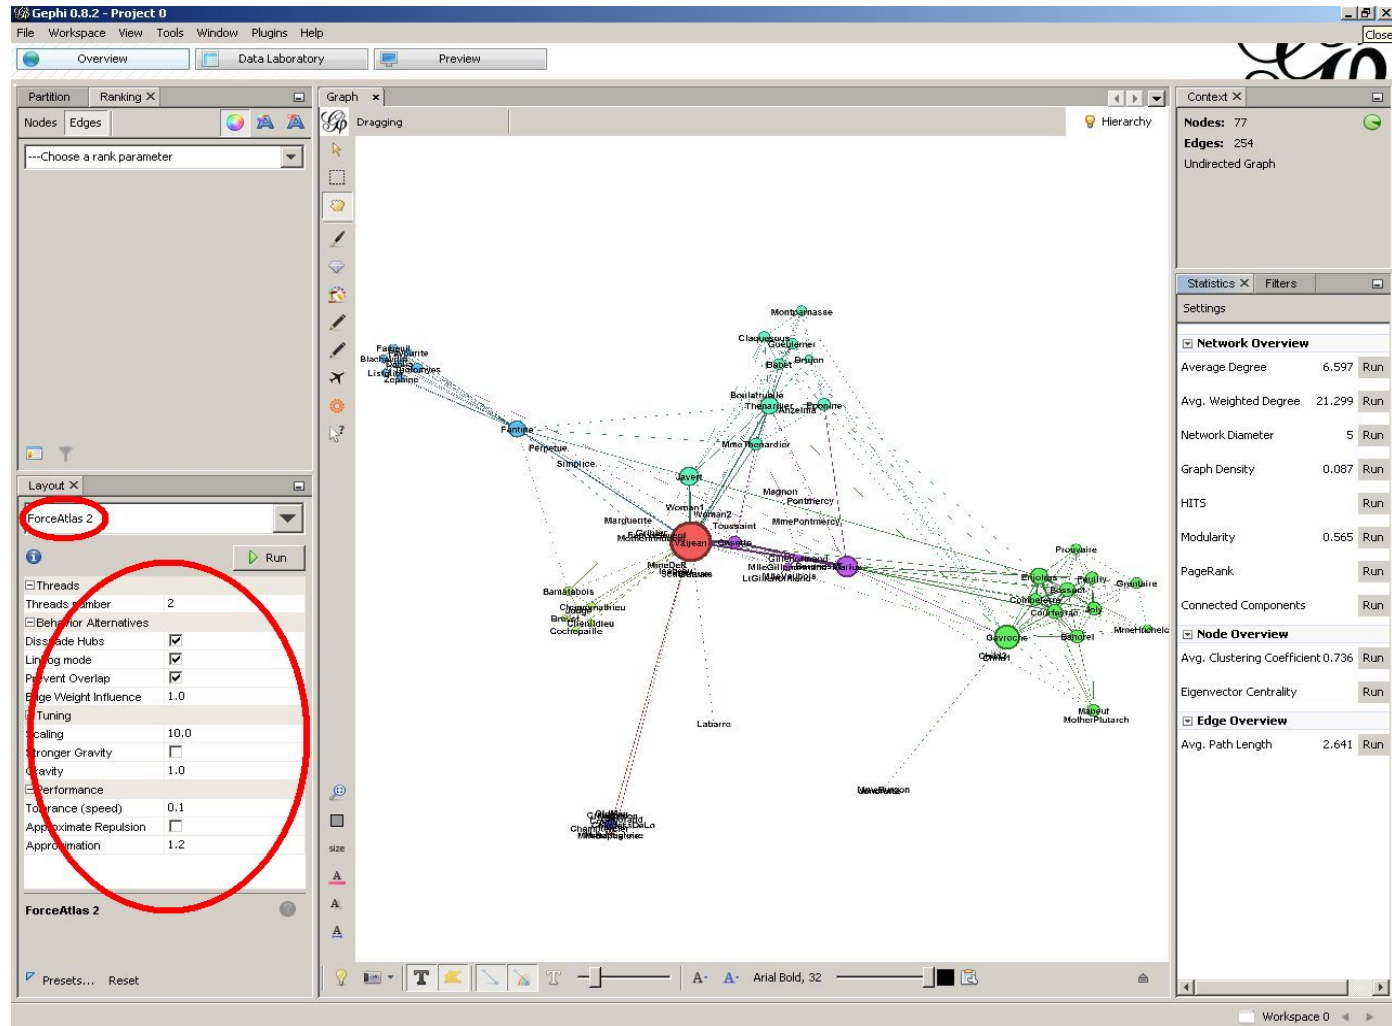 Gephi 0.8.2 - Project 0
File Workspace View Tools Window Plugins Help
Close
Overview Data Laboratory Preview
Partition Ranking
Nodes Edges
---Choose a rank parameter
Layout
ForceAtlas 2
Run
Threads
Threads number 2
Behavior Alternatives
Dissuade Hubs
LinLog mode
Prevent Overlap
Edge Weight Influence 1.0
Tuning
Scaling 10.0
Stronger Gravity
Gravity 1.0
Performance
Tolerance (speed) 0.1
Approximate Repulsion
Approximation 1.2
ForceAtlas 2
Presets... Reset
Graph
Dragging
Hierarchy
size
Montparnasse
Claquesous
Gueulemer
Babet Brujon
Zephine
Boulatruelle
Thenardier Anzelma Eponine
Fantine
MmeThenardier
Perpetue
Simplice
Javert
Magnon
Pontmercy
Woman1
Woman2
Marguerite
Toussaint MmePontmercy
Valjean Cosette
Marius
Prouvaire
Enjolras Feuilly Grantaire
Bossuet
Combeferre
Courfeyrac Joly
Gavroche Bahorel MmeHucheloup
Bamatabois
Champmathieu
Judge
Brevet Chenildieu
Cochepaille
Labarre
Mabeuf
MotherPlutarch
Champtercier
Arial Bold, 32
Context
Nodes: 77
Edges: 254
Undirected Graph
Statistics Filters
Settings
Network Overview
Average Degree 6.597 Run
Avg. Weighted Degree 21.299 Run
Network Diameter 5 Run
Graph Density 0.087 Run
HITS Run
Modularity 0.565 Run
PageRank Run
Connected Components Run
Node Overview
Avg. Clustering Coefficient 0.736 Run
Eigenvector Centrality Run
Edge Overview
Avg. Path Length 2.641 Run
Workspace 0